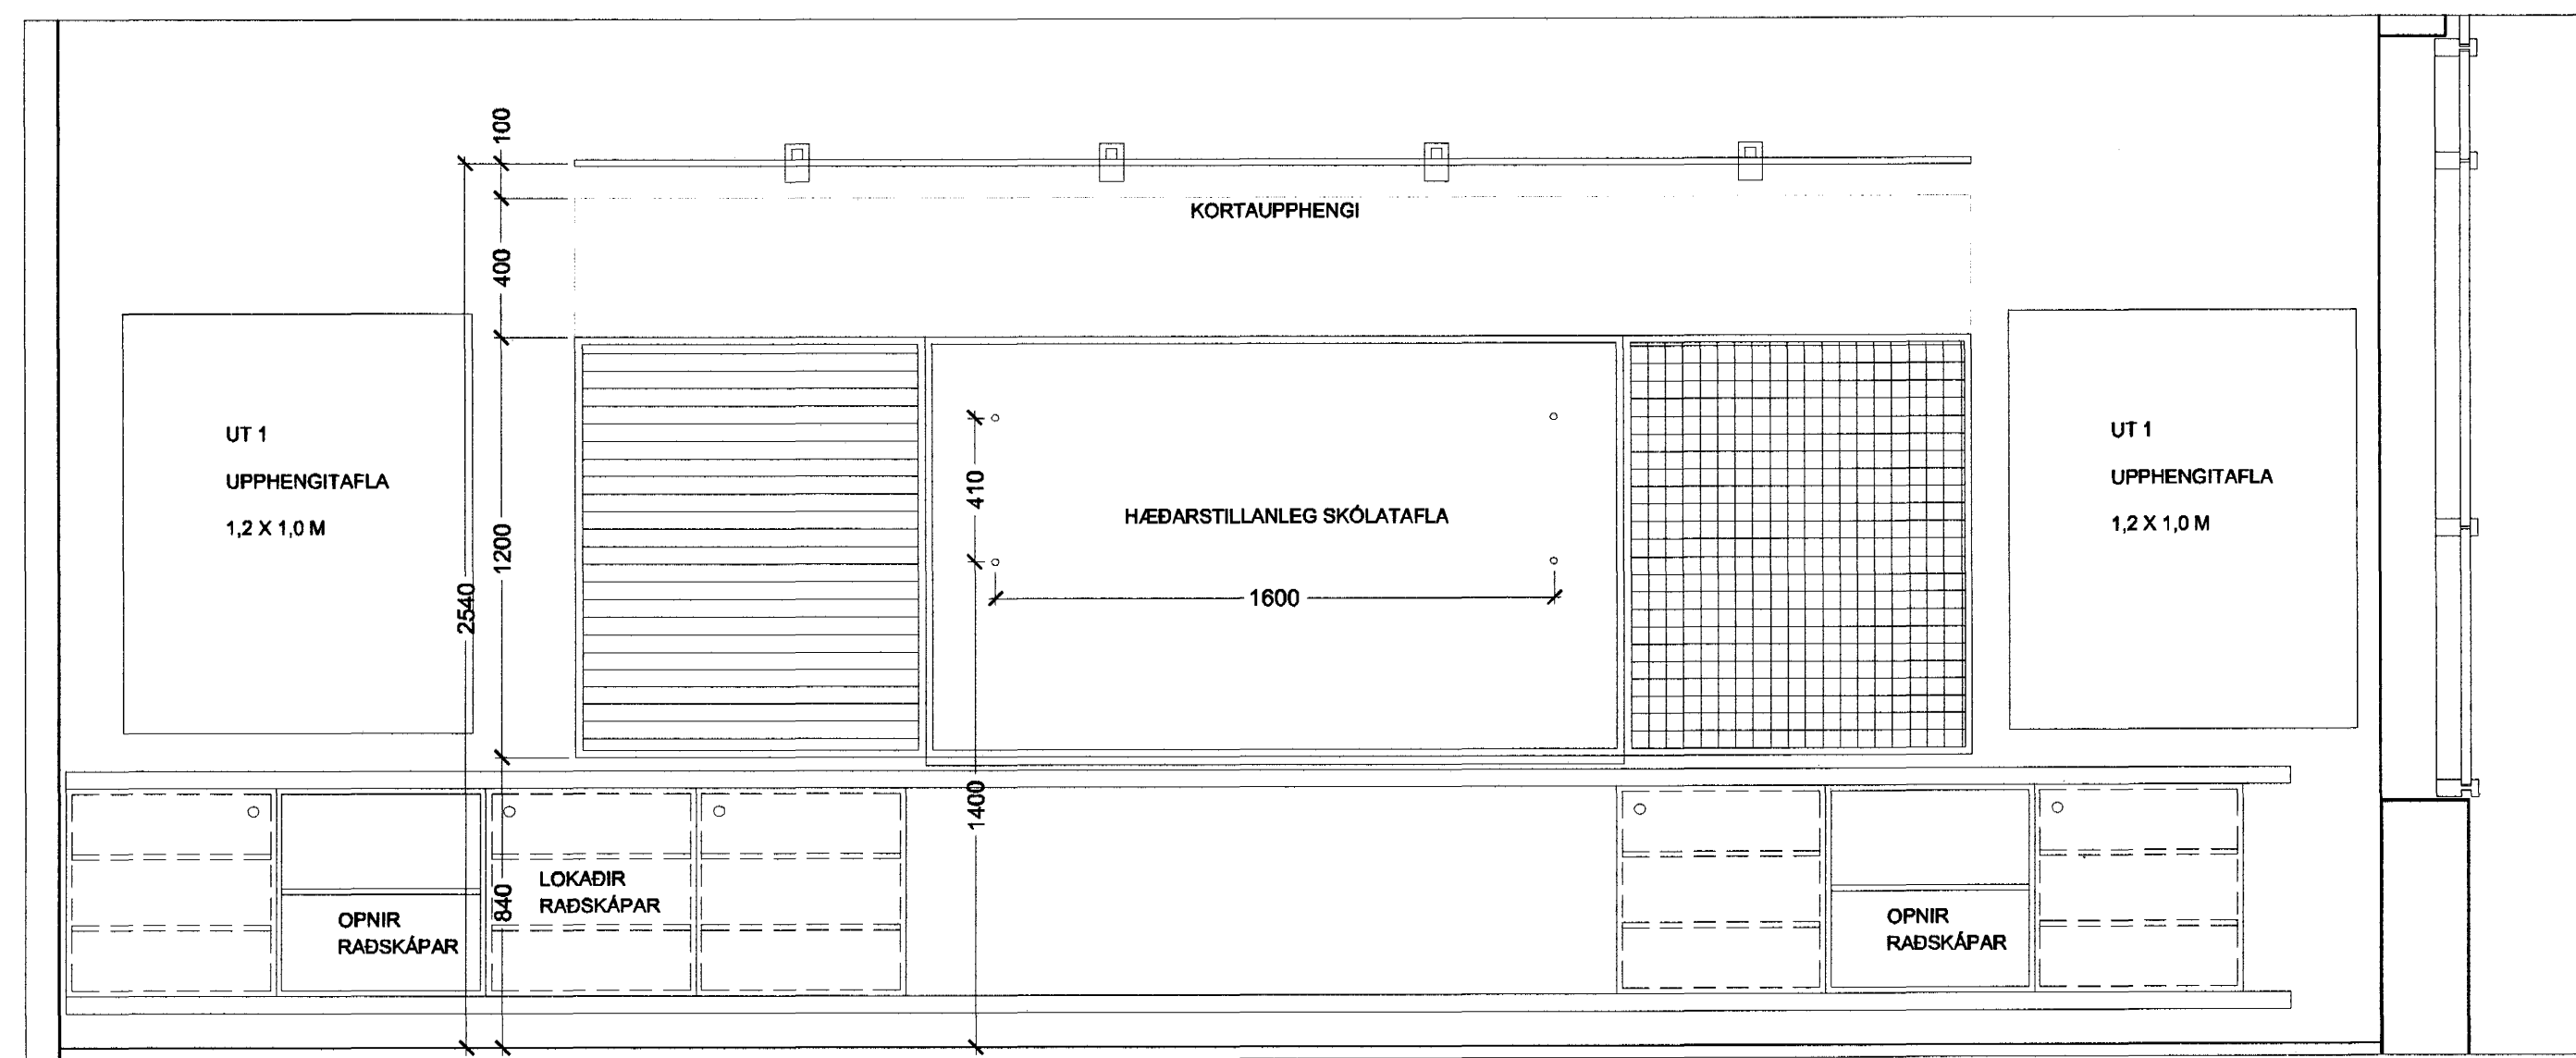 100
KORTAUPPHENGI
400
UT 1
UPPHENGITAFLA
1,2 X 1,0 M
2540
1200
410
HÆÐARSTILLANLEG SKÓLATAFLA
1600
UT 1
UPPHENGITAFLA
1,2 X 1,0 M
1400
840
OPNIR
RAÐSKÁPAR
LOKAÐIR
RAÐSKÁPAR
OPNIR
RAÐSKÁPAR